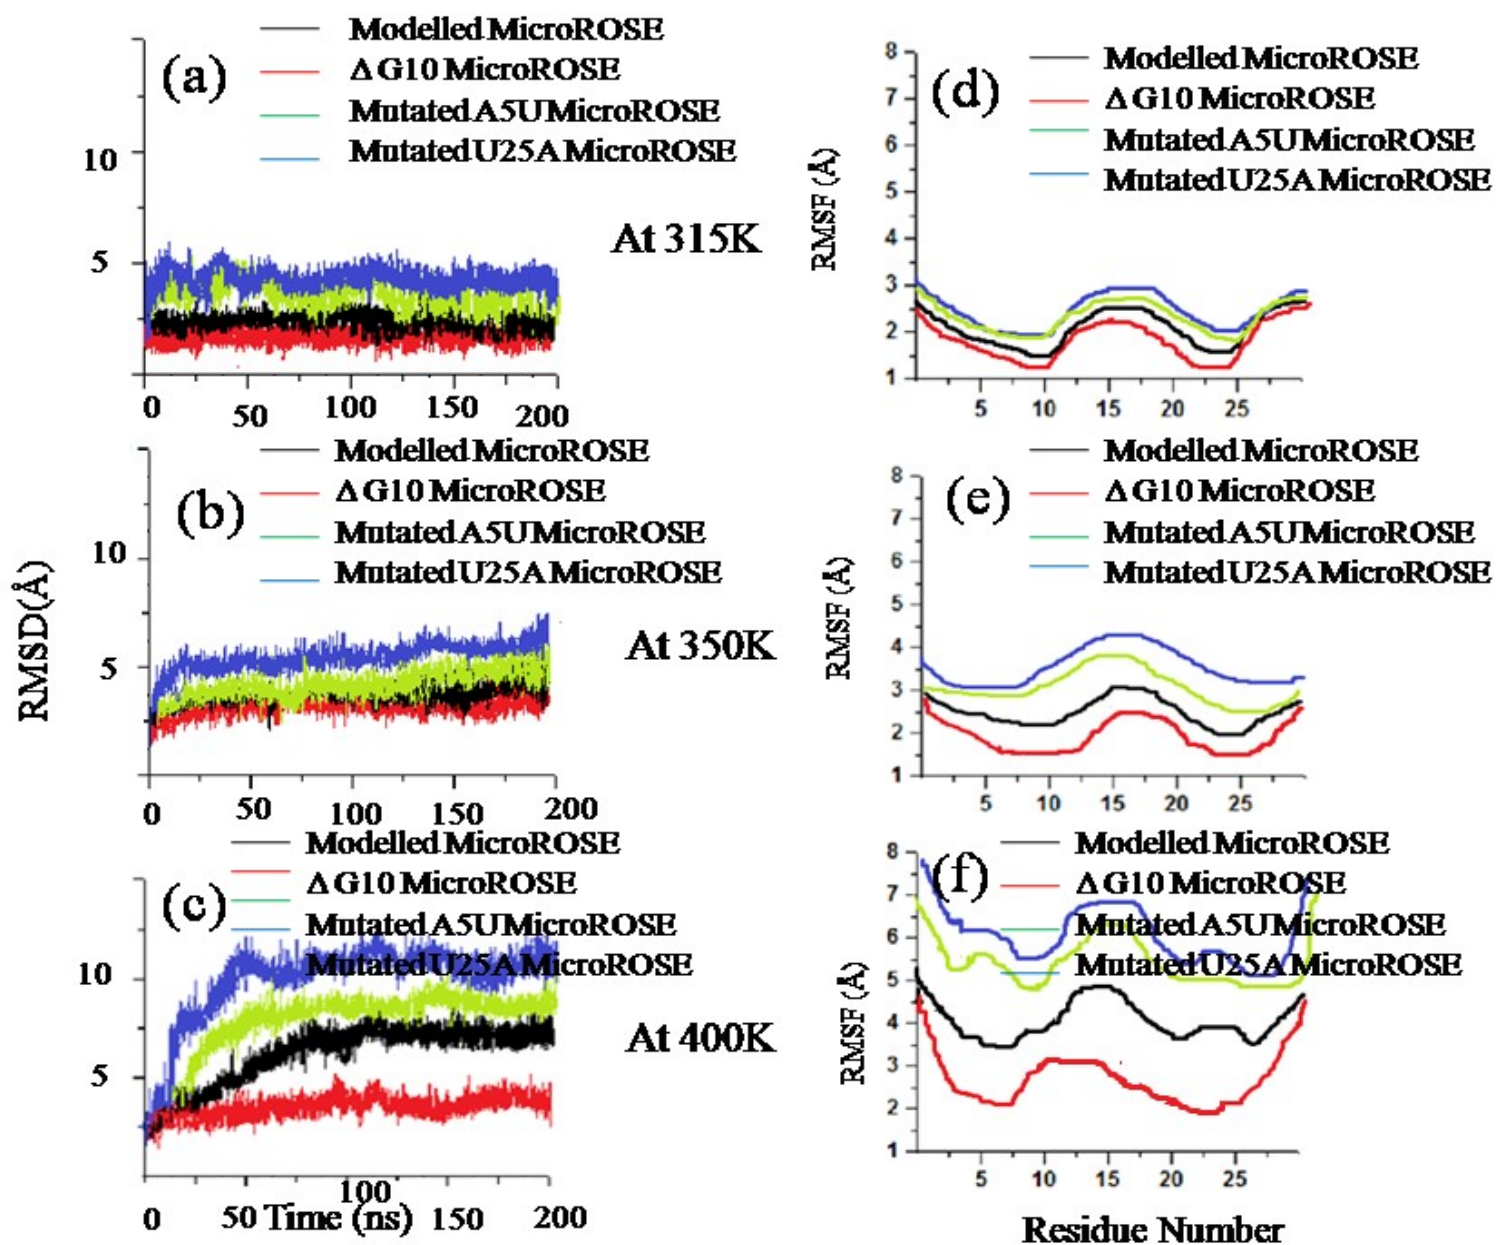 (a)
Modelled MicroROSE
Δ G10 MicroROSE
Mutated A5U MicroROSE
Mutated U25A MicroROSE
10
5
0 50 100 150 200
At 315K
(d)
Modelled MicroROSE
Δ G10 MicroROSE
Mutated A5U MicroROSE
Mutated U25A MicroROSE
RMSF (Å)
8
7
6
5
4
3
2
1
5 10 15 20 25
(b)
Modelled MicroROSE
Δ G10 MicroROSE
Mutated A5U MicroROSE
Mutated U25A MicroROSE
RMSD(Å)
10
5
0 50 100 150 200
At 350K
(e)
Modelled MicroROSE
Δ G10 MicroROSE
Mutated A5U MicroROSE
Mutated U25A MicroROSE
RMSF (Å)
8
7
6
5
4
3
2
1
5 10 15 20 25
(c)
Modelled MicroROSE
Δ G10 MicroROSE
Mutated A5U MicroROSE
Mutated U25A MicroROSE
10
5
0 50 100 150 200
Time (ns)
At 400K
(f)
Modelled MicroROSE
Δ G10 MicroROSE
Mutated A5U MicroROSE
Mutated U25A MicroROSE
RMSF (Å)
8
7
6
5
4
3
2
1
5 10 15 20 25
Residue Number